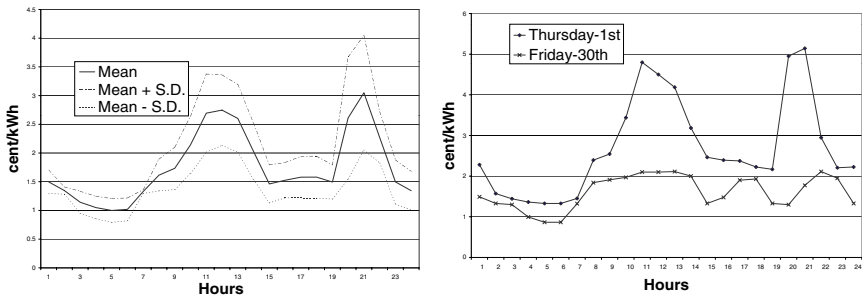 4.5
4
3.5
3
2.5
2
1.5
1
0.5
0
cent/kWh
Mean
Mean + S.D.
Mean - S.D.
1 3 5 7 9 11 13 15 17 19 21 23
Hours
6
5
4
3
2
1
0
cent/kWh
Thursday-1st
Friday-30th
1 2 3 4 5 6 7 8 9 10 11 12 13 14 15 16 17 18 19 20 21 22 23 24
Hours